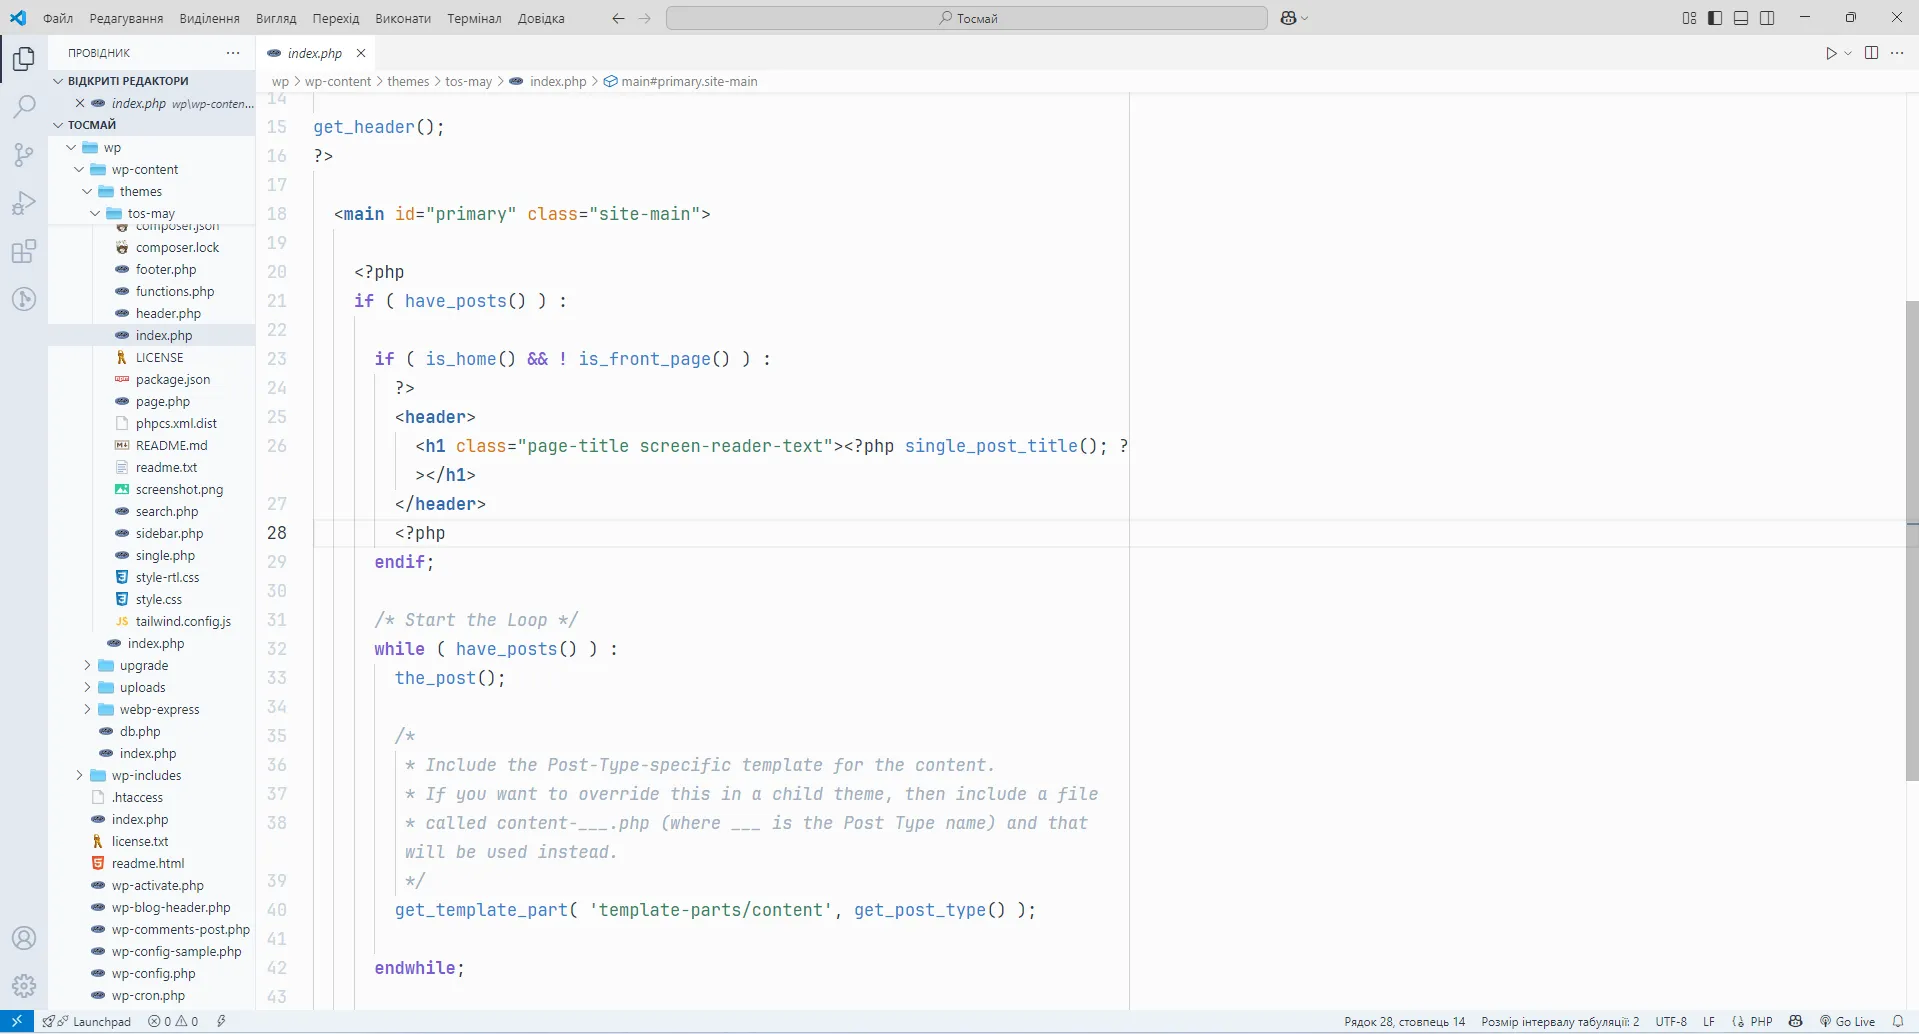 Файл Редагування Виділення Вигляд Перехід Виконати Термінал Довідка
Тосмай
ПРОВІДНИК
index.php
wp > wp-content > themes > tos-may > index.php > main#primary.site-main
ВІДКРИТІ РЕДАКТОРИ
index.php wp\wp-conten...
ТОСМАЙ
wp
wp-content
themes
tos-may
composer.json
composer.lock
footer.php
functions.php
header.php
index.php
LICENSE
package.json
page.php
phpcs.xml.dist
README.md
readme.txt
screenshot.png
search.php
sidebar.php
single.php
style-rtl.css
style.css
JS tailwind.config.js
index.php
upgrade
uploads
webp-express
db.php
index.php
wp-includes
.htaccess
index.php
license.txt
readme.html
wp-activate.php
wp-blog-header.php
wp-comments-post.php
wp-config-sample.php
wp-config.php
wp-cron.php
14
15 get_header();
16 ?>
17
18 <main id="primary" class="site-main">
19
20 <?php
21 if ( have_posts() ) :
22
23 if ( is_home() && ! is_front_page() ) :
24 ?>
25 <header>
26 <h1 class="page-title screen-reader-text"><?php single_post_title(); ?
></h1>
27 </header>
28 <?php
29 endif;
30
31 /* Start the Loop */
32 while ( have_posts() ) :
33 the_post();
34
35 /*
36 * Include the Post-Type-specific template for the content.
37 * If you want to override this in a child theme, then include a file
38 * called content-___.php (where ___ is the Post Type name) and that
will be used instead.
39 */
40 get_template_part( 'template-parts/content', get_post_type() );
41
42 endwhile;
43
Launchpad 0 0 Рядок 28, стовпець 14 Розмір інтервалу табуляції: 2 UTF-8 LF {} PHP Go Live